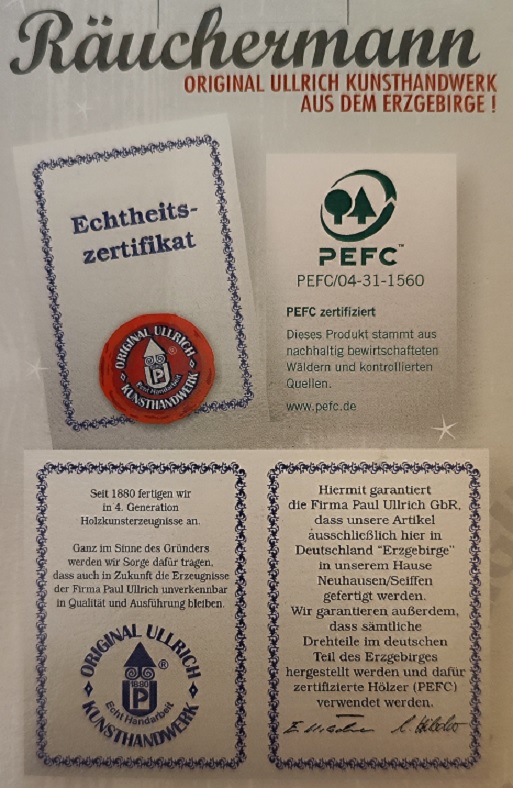 Räuchermann
ORIGINAL ULLRICH KUNSTHANDWERK
AUS DEM ERZGEBIRGE !
Echtheits-
zertifikat
ORIGINAL ULLRICH
®
Echt Handarbeit
KUNSTHANDWERK
PEFC™
PEFC/04-31-1560
PEFC zertifiziert
Dieses Produkt stammt aus
nachhaltig bewirtschafteten
Wäldern und kontrollierten
Quellen.
www.pefc.de
Seit 1880 fertigen wir
in 4. Generation
Holzkunsterzeugnisse an.
Ganz im Sinne des Gründers
werden wir Sorge dafür tragen,
dass auch in Zukunft die Erzeugnisse
der Firma Paul Ullrich unverkennbar
in Qualität und Ausführung bleiben.
ORIGINAL ULLRICH
®
1880
UP
Echt Handarbeit
KUNSTHANDWERK
Hiermit garantiert
die Firma Paul Ullrich GbR,
dass unsere Artikel
ausschließlich hier in
Deutschland "Erzgebirge"
in unserem Hause
Neuhausen/Seiffen
gefertigt werden.
Wir garantieren außerdem,
dass sämtliche
Drehteile im deutschen
Teil des Erzgebirges
hergestellt werden und dafür
zertifizierte Hölzer (PEFC)
verwendet werden.